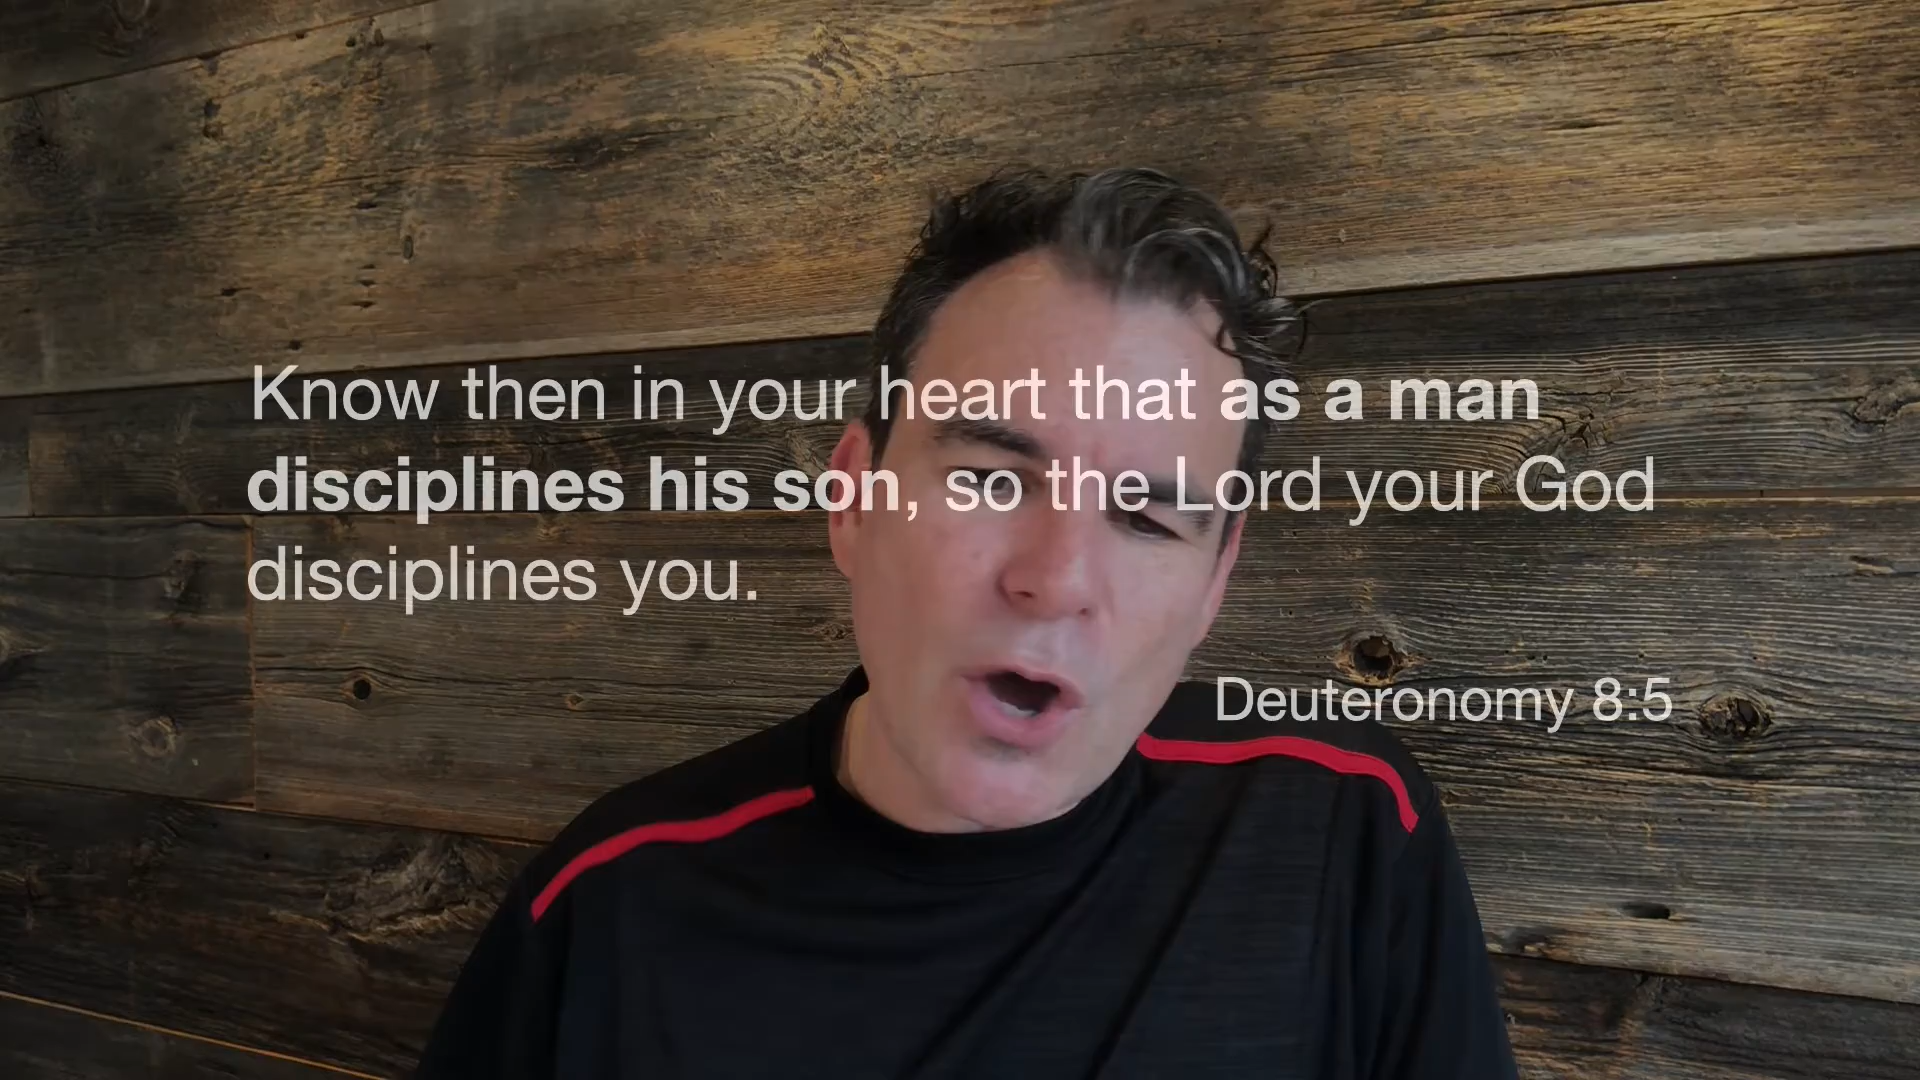 Know then in your heart that as a man
disciplines his son, so the Lord your God
disciplines you.
Deuteronomy 8:5